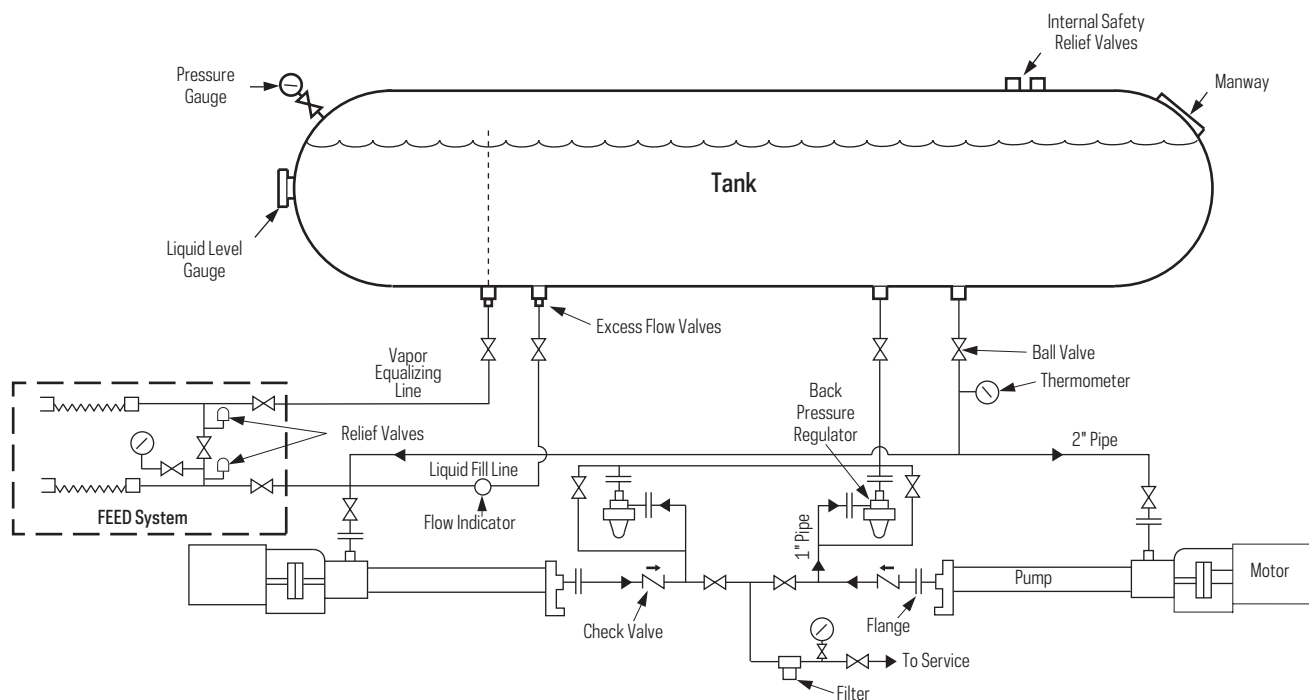 Internal Safety
Relief Valves
Pressure
Gauge
Manway
Tank
Liquid Level
Gauge
Excess Flow Valves
Ball Valve
Vapor
Equalizing
Line
Thermometer
Back
Pressure
Regulator
Relief Valves
2" Pipe
Liquid Fill Line
FEED System
Flow Indicator
1" Pipe
Pump
Motor
Check Valve
Flange
To Service
Filter